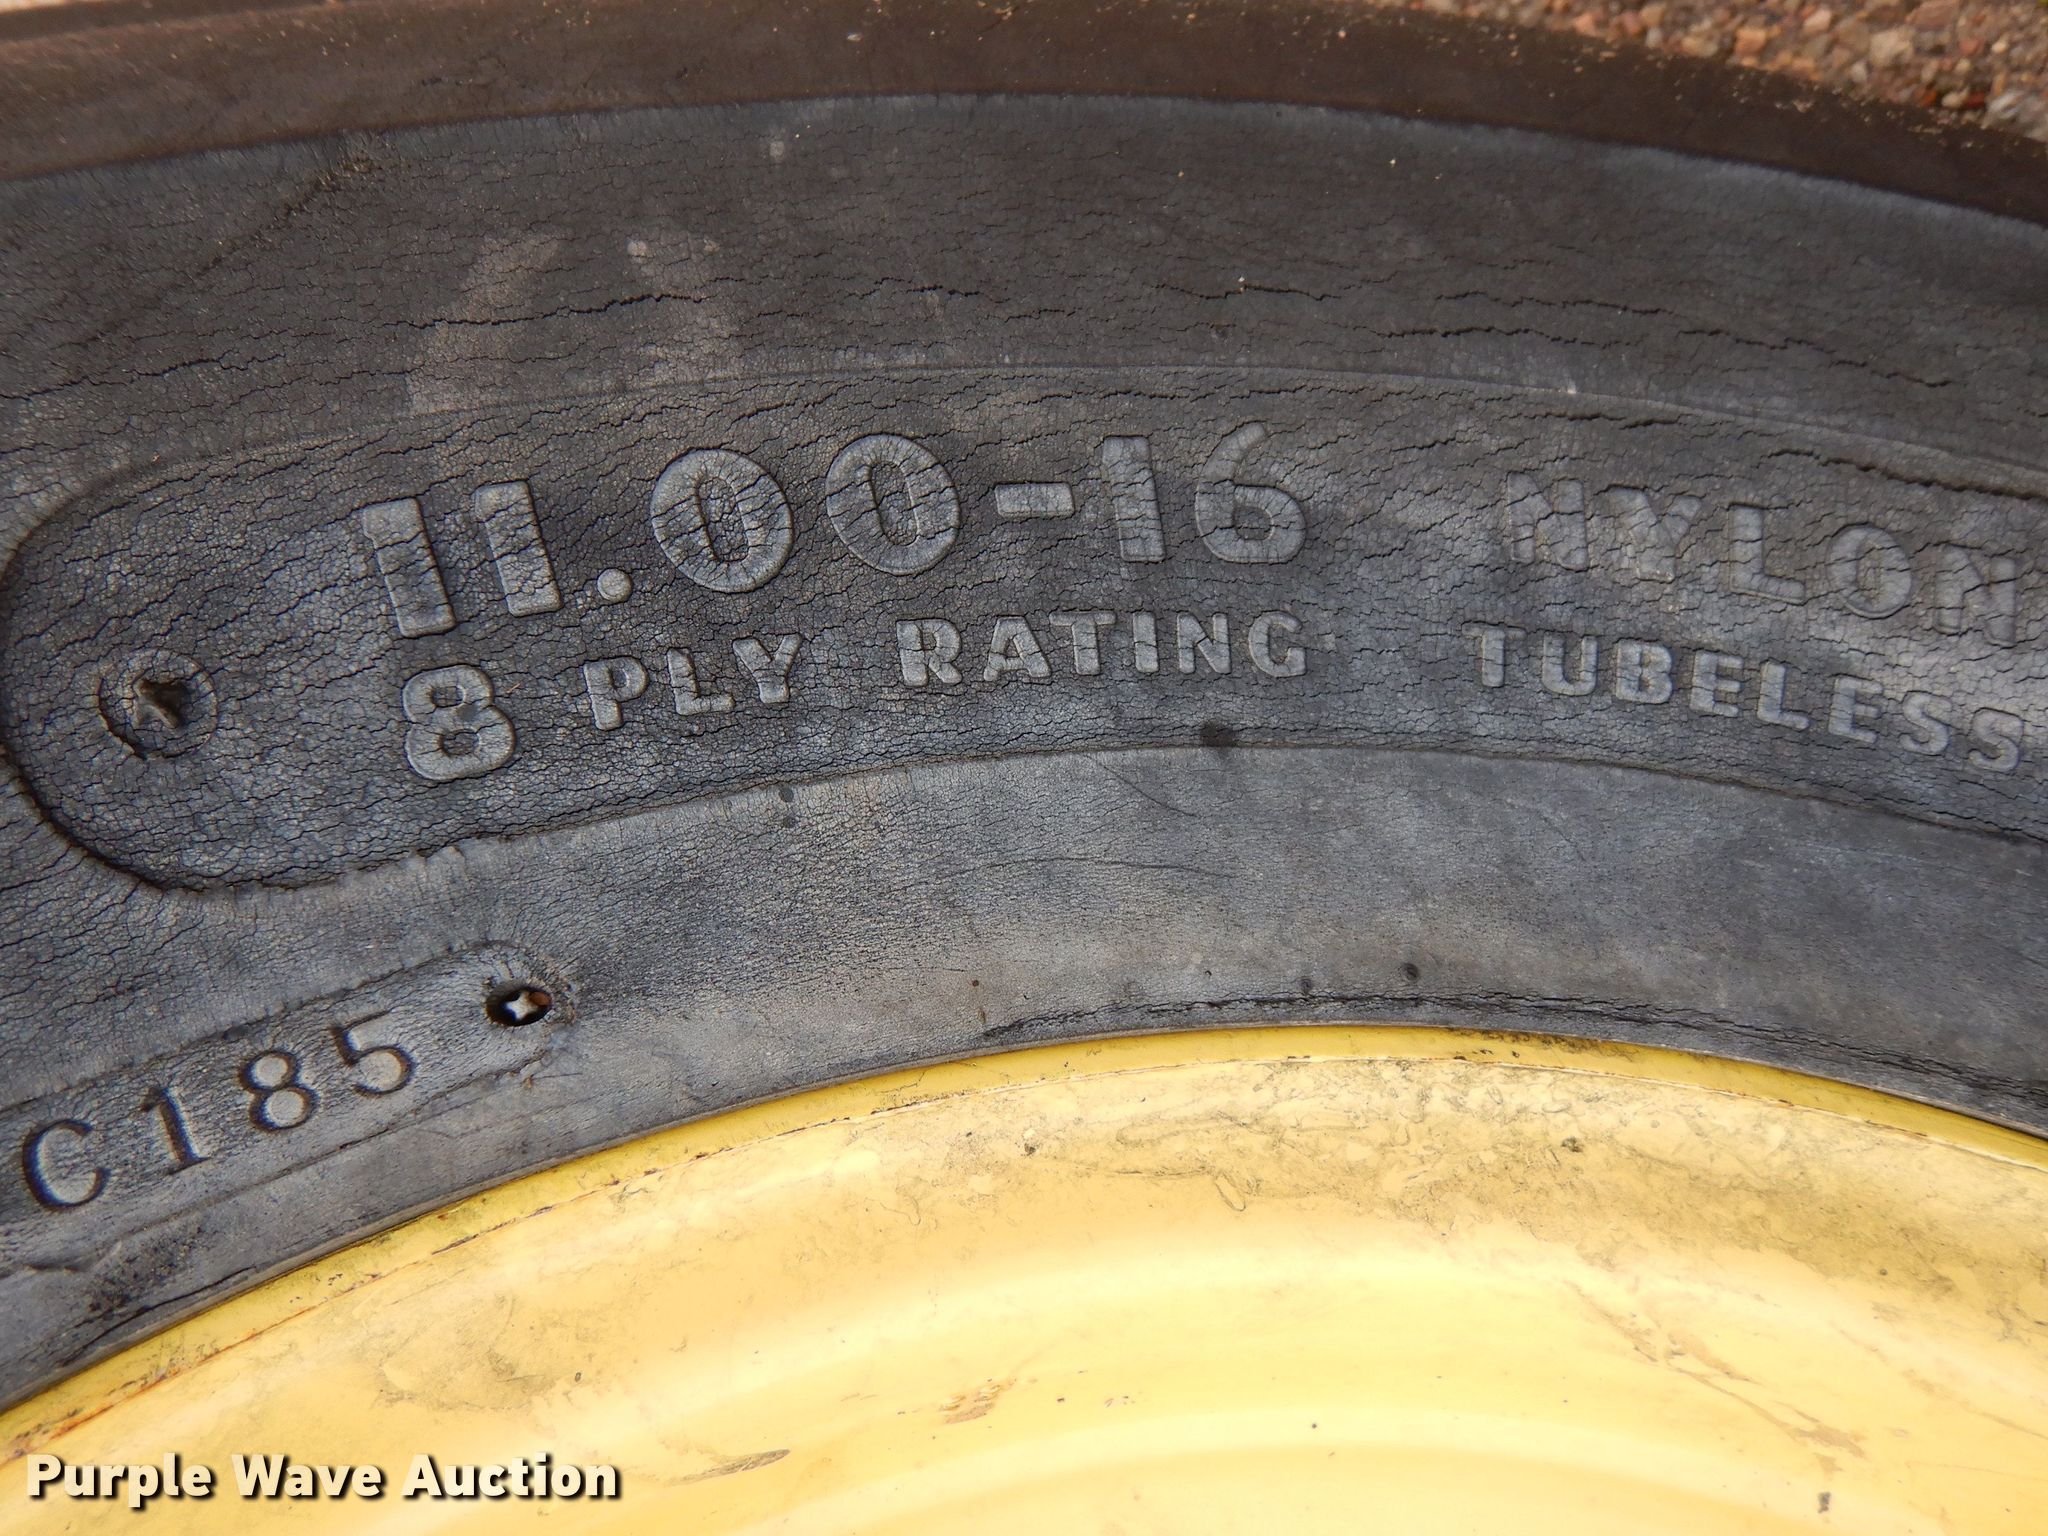 11.00-16 NYLON
8 PLY RATING TUBELESS
C185
Purple Wave Auction